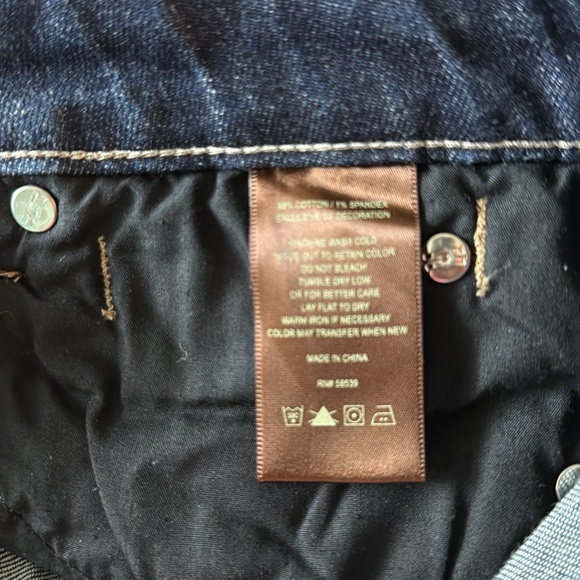 99% COTTON / 1% SPANDEX
EXCLUSIVE OF DECORATION
MACHINE WASH COLD
INSIDE OUT TO RETAIN COLOR
DO NOT BLEACH
TUMBLE DRY LOW
OR FOR BETTER CARE
LAY FLAT TO DRY
WARM IRON IF NECESSARY
COLOR MAY TRANSFER WHEN NEW
MADE IN CHINA
RN# 58539